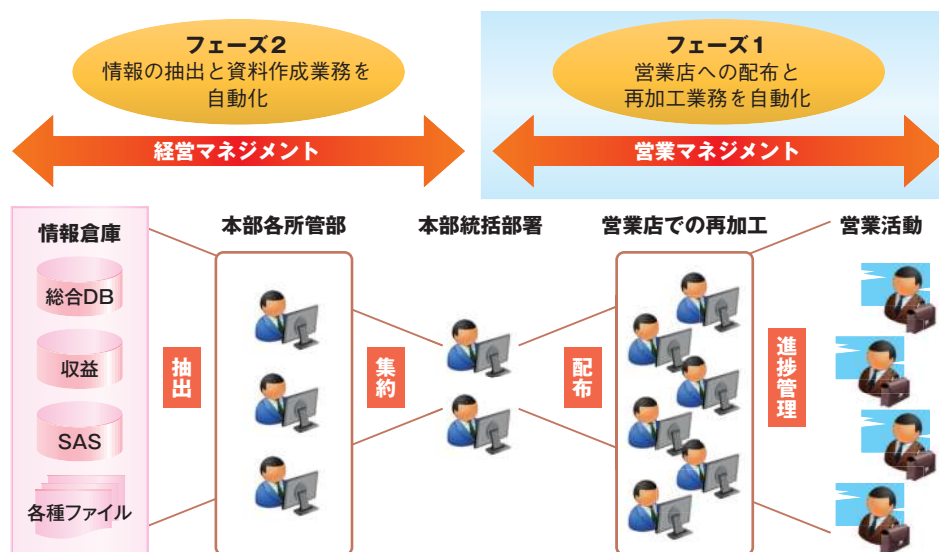 フェーズ2
情報の抽出と資料作成業務を
自動化
フェーズ1
営業店への配布と
再加工業務を自動化
経営マネジメント
営業マネジメント
情報倉庫
本部各所管部
本部統括部署
営業店での再加工
営業活動
総合DB
収益
SAS
各種ファイル
抽出
集約
配布
進捗管理